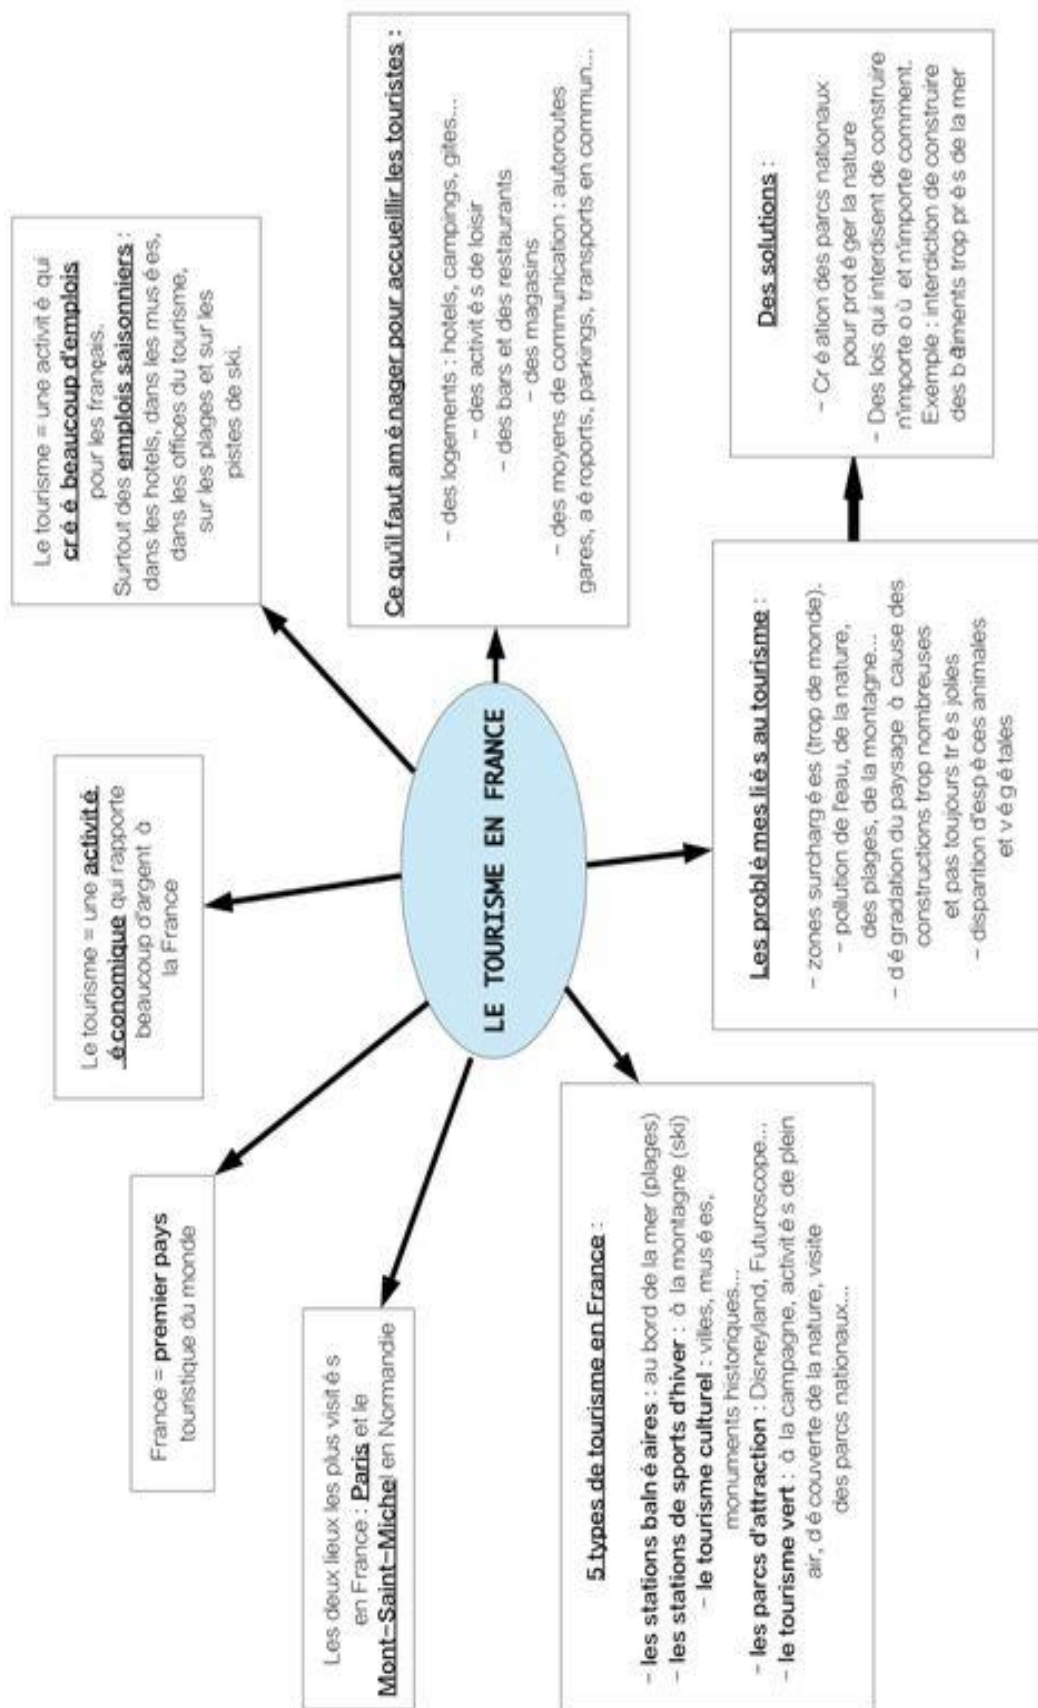 France = premier pays
touristique du monde
Le tourisme = une activité
économique qui rapporte
beaucoup d'argent à
la France
Le tourisme = une activité qui
créé beaucoup d'emplois
pour les français.
Surtout des emplois saisonniers :
dans les hotels, dans les musées,
dans les offices du tourisme,
sur les plages et sur les
pistes de ski.
Les deux lieux les plus visités
en France : Paris et le
Mont-Saint-Michel en Normandie
LE TOURISME EN FRANCE
Ce qu'il faut aménager pour accueillir les touristes :
- des logements : hotels, campings, gites...
- des activités de loisir
- des bars et des restaurants
- des magasins
- des moyens de communication : autoroutes
gares, aéroports, parkings, transports en commun...
5 types de tourisme en France :
- les stations balnéaires : au bord de la mer (plages)
- les stations de sports d'hiver : à la montagne (ski)
- le tourisme culturel : villes, musées,
monuments historiques...
- les parcs d'attraction : Disneyland, Futuroscope...
- le tourisme vert : à la campagne, activités de plein
air, découverte de la nature, visite
des parcs nationaux...
Les problèmes liés au tourisme :
- zones surchargées (trop de monde).
- pollution de l'eau, de la nature,
des plages, de la montagne...
- dégradation du paysage à cause des
constructions trop nombreuses
et pas toujours très jolies
- disparition d'espèces animales
et végétales
Des solutions :
- Création des parcs nationaux
pour protéger la nature
- Des lois qui interdisent de construire
n'importe où et n'importe comment.
Exemple : interdiction de construire
des bâtiments trop près de la mer